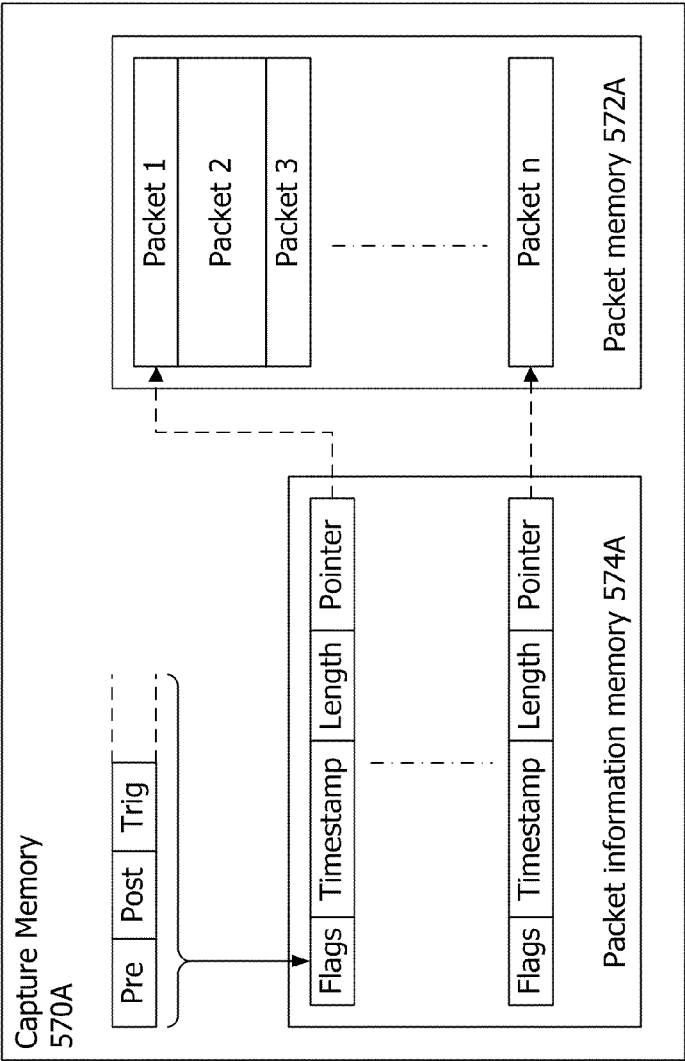 Capture Memory
570A
Pre Post Trig
Flags Timestamp Length Pointer
Flags Timestamp Length Pointer
Packet information memory 574A
Packet 1
Packet 2
Packet 3
Packet n
Packet memory 572A